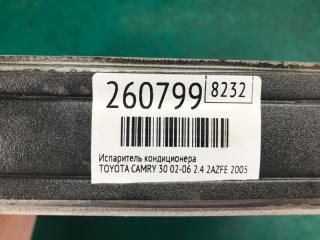 260799 8232
Испаритель кондиционера
TOYOTA CAMRY 30 02-06 2.4 2AZFE 2005